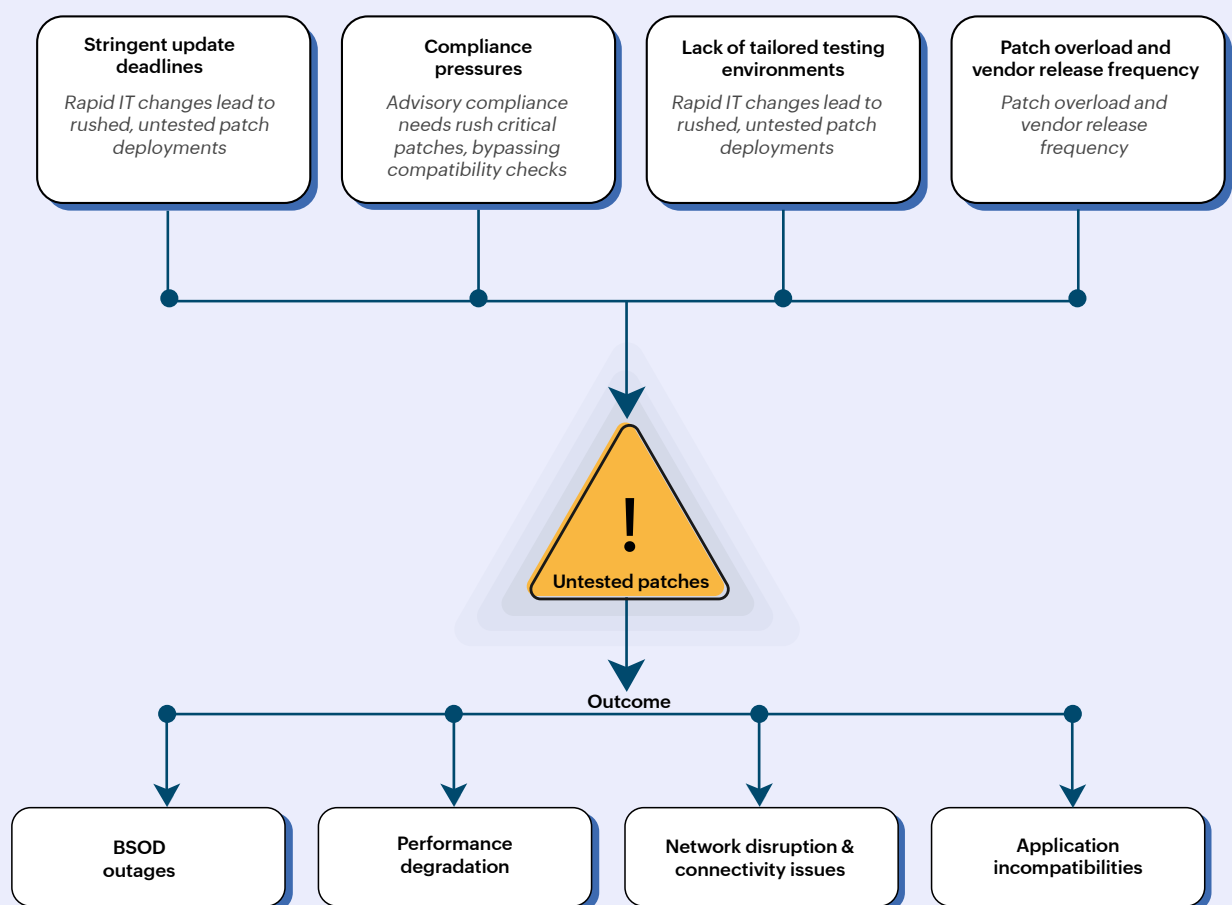 Stringent update
deadlines
Rapid IT changes lead to
rushed, untested patch
deployments
Compliance
pressures
Advisory compliance
needs rush critical
patches, bypassing
compatibility checks
Lack of tailored testing
environments
Rapid IT changes lead to
rushed, untested patch
deployments
Patch overload and
vendor release frequency
Patch overload and
vendor release
frequency
!
Untested patches
Outcome
BSOD
outages
Performance
degradation
Network disruption &
connectivity issues
Application
incompatibilities